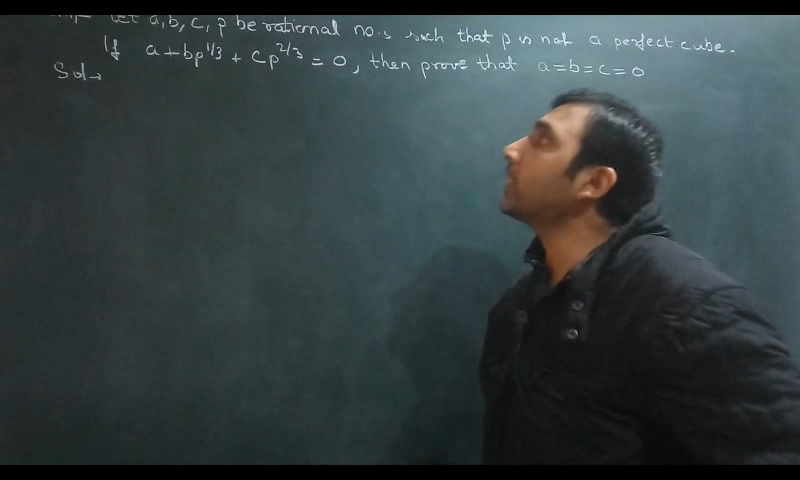 Let a, b, c, p be rational no.s such that p is not a perfect cube.
If a + bp^{1/3} + cp^{2/3} = 0, then prove that a = b = c = 0
Sol →